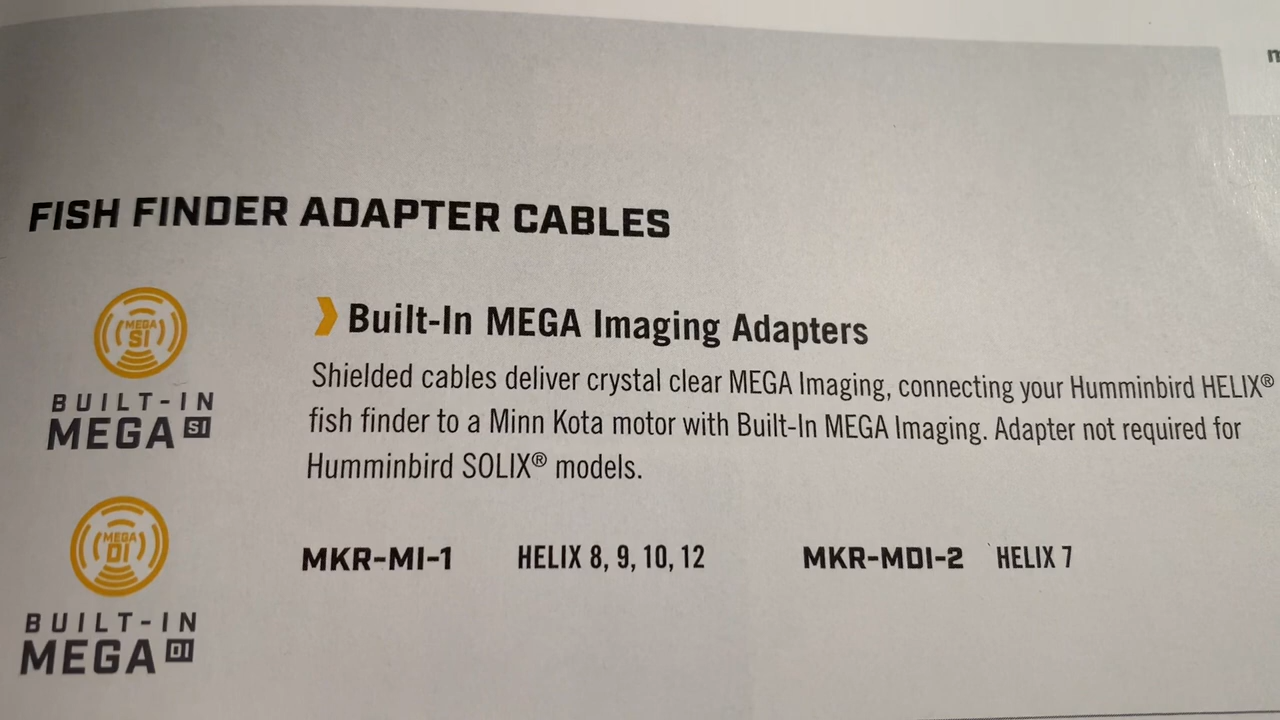 FISH FINDER ADAPTER CABLES
MEGA
SI
BUILT-IN
MEGA SI
Built-In MEGA Imaging Adapters
Shielded cables deliver crystal clear MEGA Imaging, connecting your Humminbird HELIX®
fish finder to a Minn Kota motor with Built-In MEGA Imaging. Adapter not required for
Humminbird SOLIX® models.
MEGA
DI
BUILT-IN
MEGA DI
MKR-MI-1 HELIX 8, 9, 10, 12 MKR-MDI-2 HELIX 7